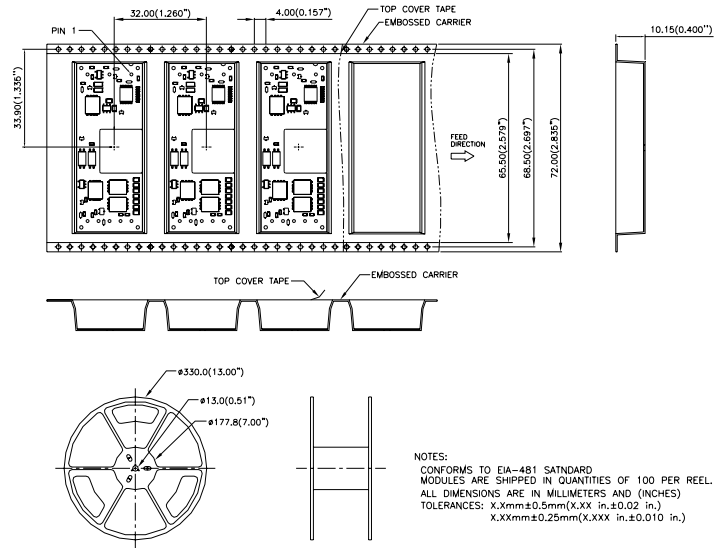 32.00(1.260")
4.00(0.157")
TOP COVER TAPE
EMBOSSED CARRIER
PIN 1
10.15(0.400")
33.90(1.335")
FEED
DIRECTION
65.50(2.579")
68.50(2.697")
72.00(2.835")
TOP COVER TAPE
EMBOSSED CARRIER
ø330.0(13.00")
ø13.0(0.51")
ø177.8(7.00")
NOTES:
CONFORMS TO EIA-481 SATNDARD
MODULES ARE SHIPPED IN QUANTITIES OF 100 PER REEL.
ALL DIMENSIONS ARE IN MILLIMETERS AND (INCHES)
TOLERANCES: X.Xmm±0.5mm(X.XX in.±0.02 in.)
X.XXmm±0.25mm(X.XXX in.±0.010 in.)